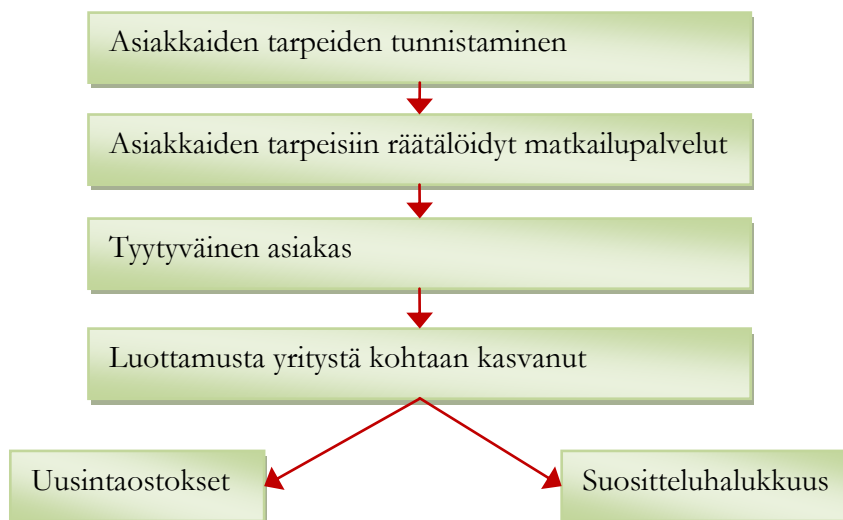 Asiakkaiden tarpeiden tunnistaminen
Asiakkaiden tarpeisiin räätälöidyt matkailupalvelut
Tyytyväinen asiakas
Luottamusta yritystä kohtaan kasvanut
Uusintaostokset
Suositteluhalukkuus